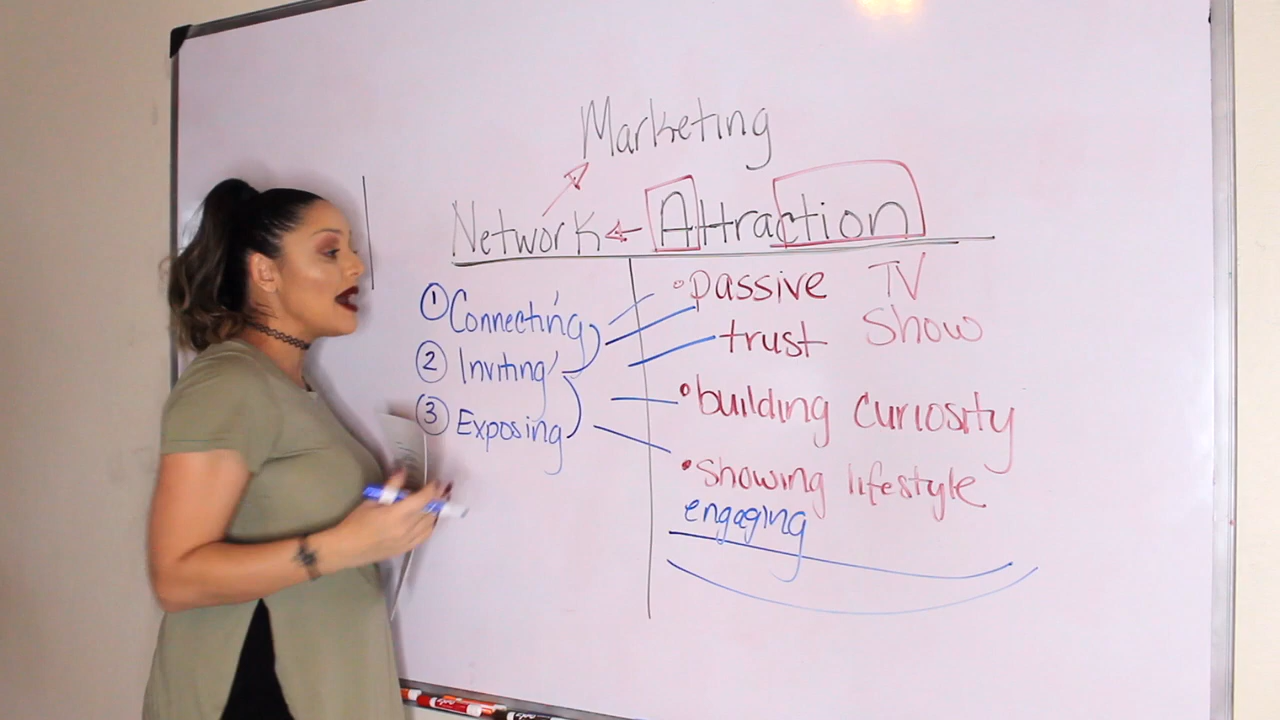 Marketing
Network ← Attraction
① Connecting
② Inviting
③ Exposing
• passive
trust
TV
Show
• building curiosity
• showing lifestyle
engaging